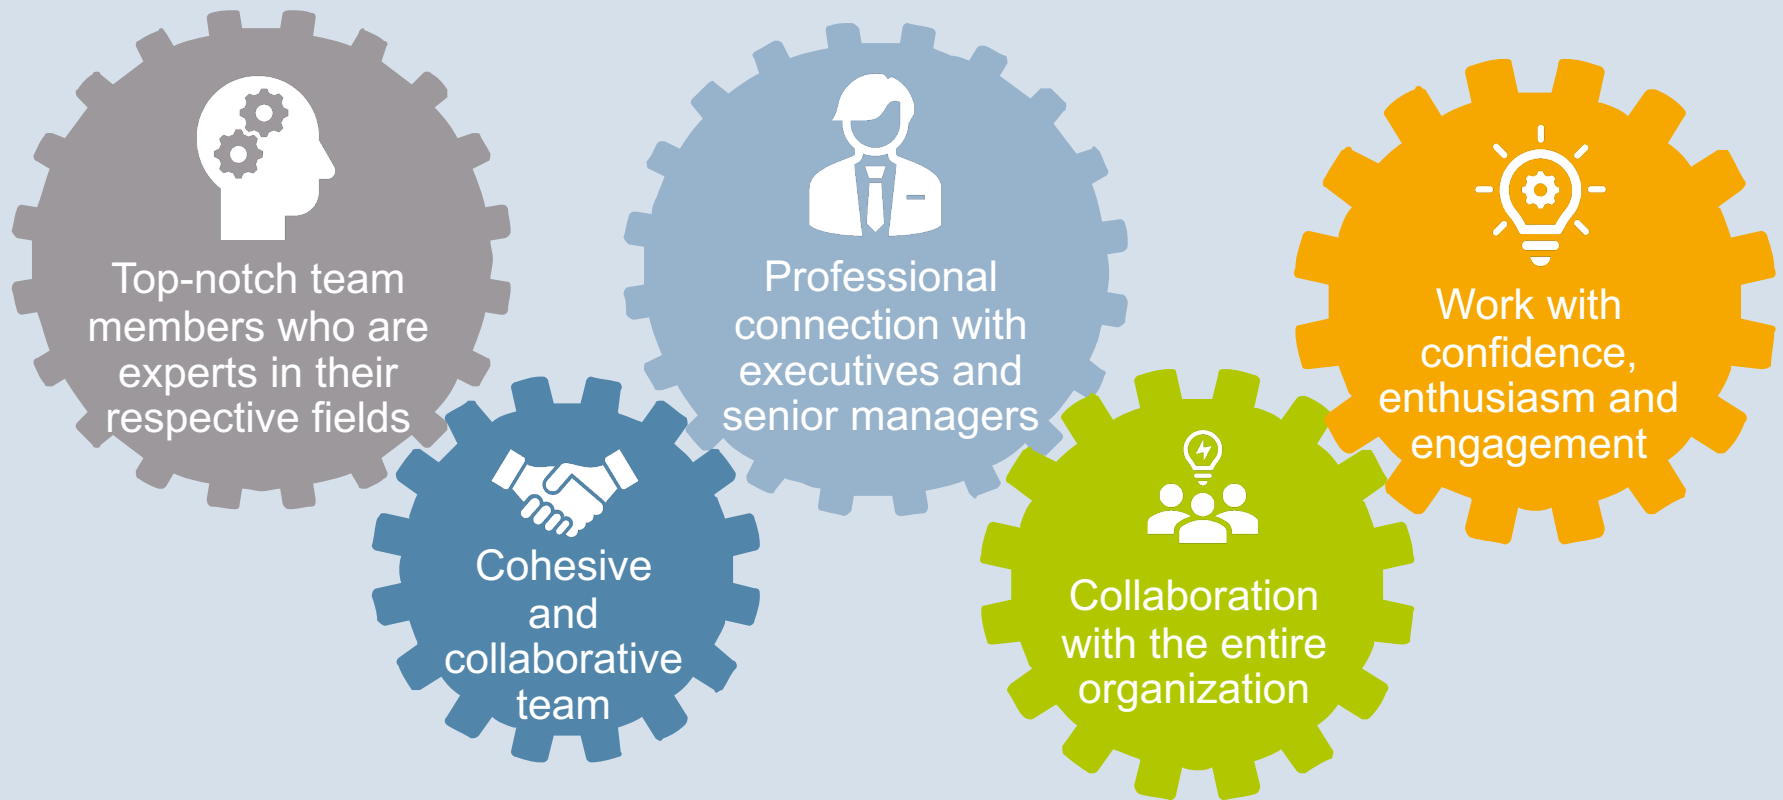 Top-notch team
members who are
experts in their
respective fields
Cohesive
and
collaborative
team
Professional
connection with
executives and
senior managers
Collaboration
with the entire
organization
Work with
confidence,
enthusiasm and
engagement